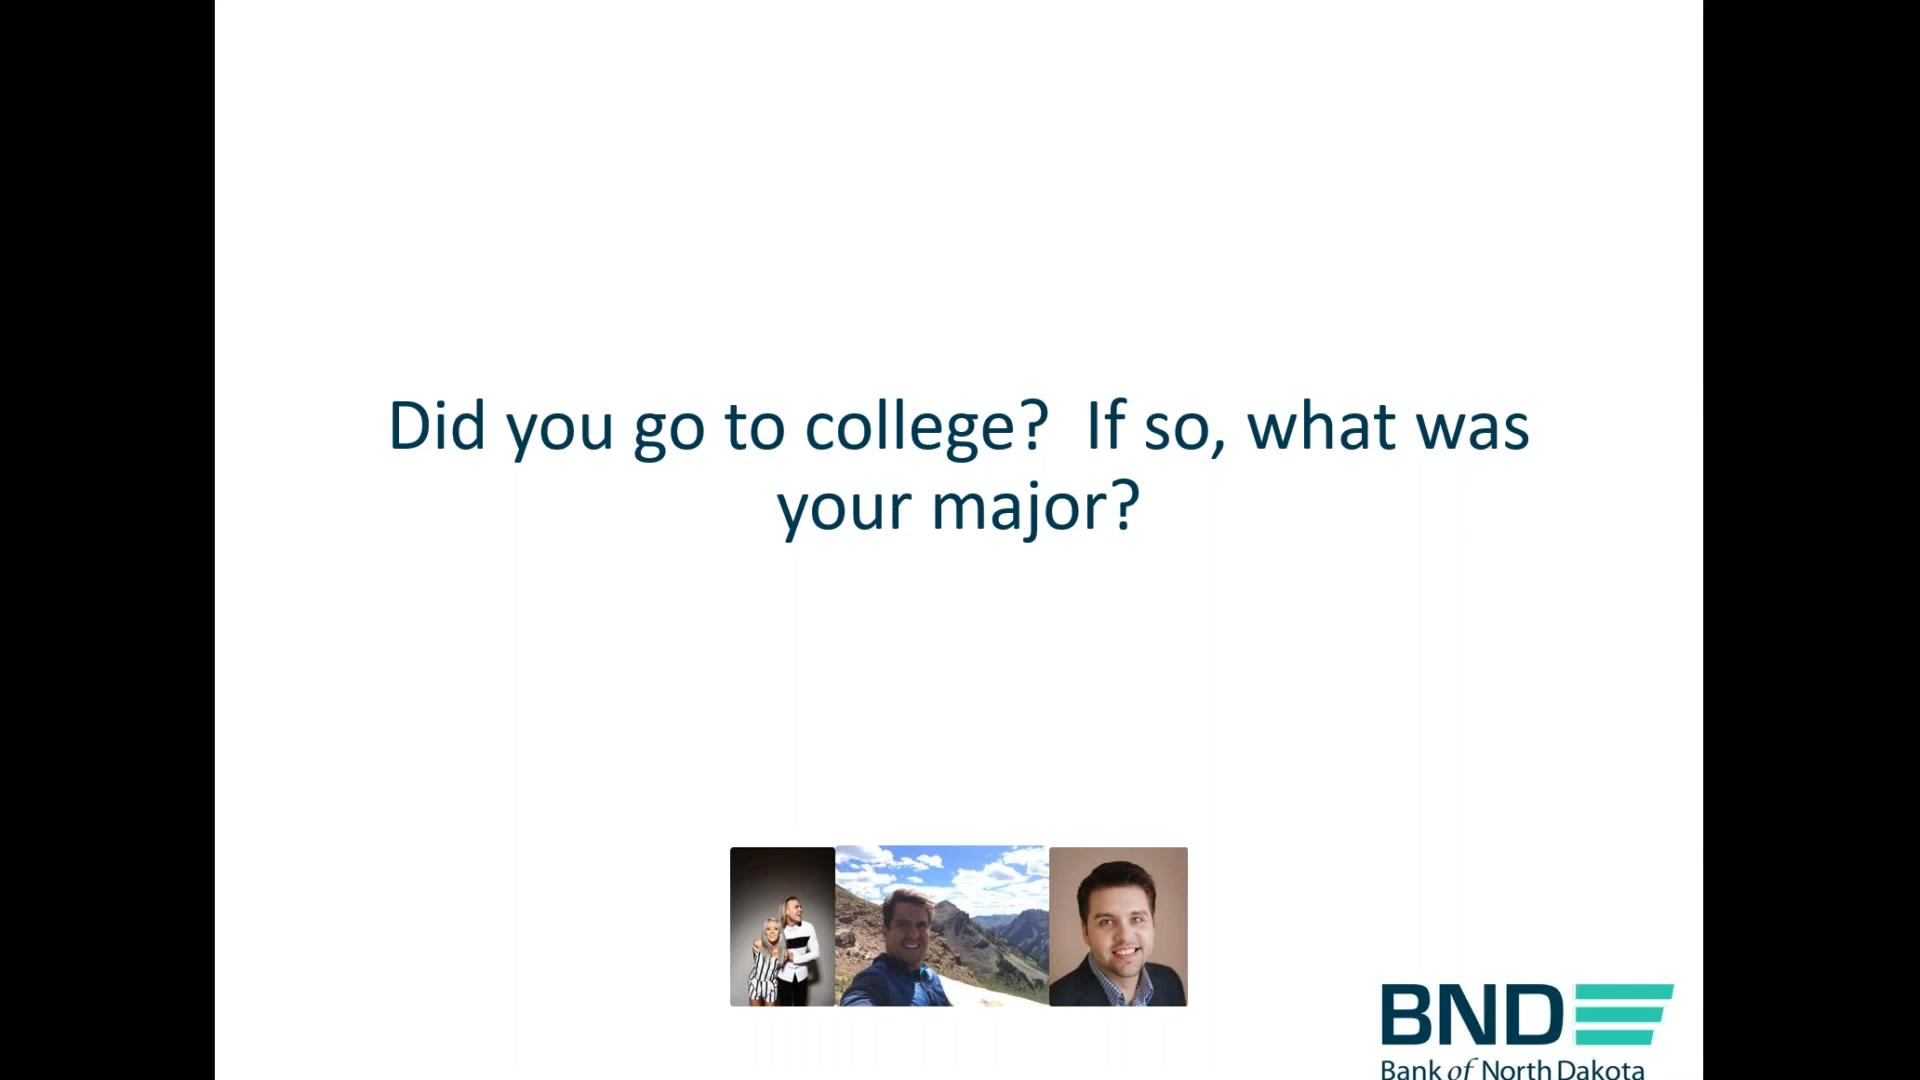 Did you go to college?  If so, what was
your major?
BND
Bank of North Dakota